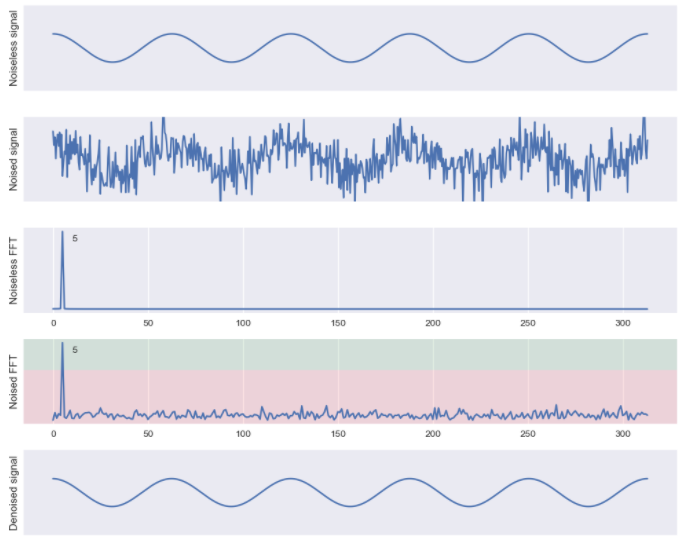 Noiseless signal
Noised signal
Noiseless FFT
5
0 50 100 150 200 250 300
Noised FFT
5
0 50 100 150 200 250 300
Denoised signal